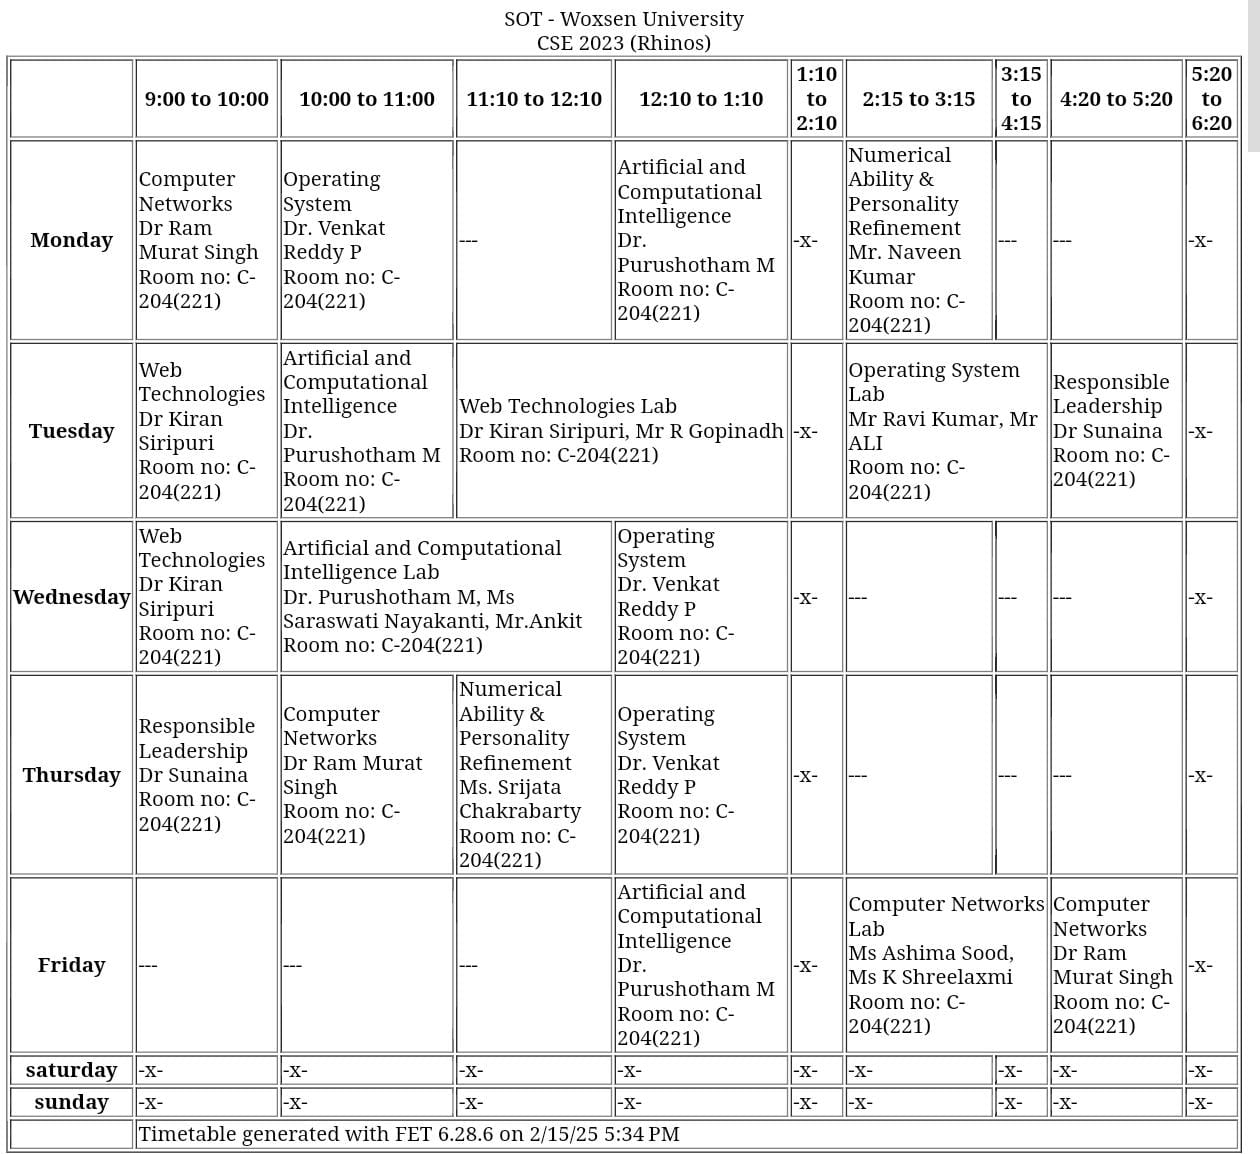 SOT - Woxsen University
CSE 2023 (Rhinos)
9:00 to 10:00
10:00 to 11:00
11:10 to 12:10
12:10 to 1:10
1:10
to
2:10
2:15 to 3:15
3:15
to
4:15
4:20 to 5:20
5:20
to
6:20
Monday
Computer
Networks
Dr Ram
Murat Singh
Room no: C-
204(221)
Operating
System
Dr. Venkat
Reddy P
Room no: C-
204(221)
---
Artificial and
Computational
Intelligence
Dr.
Purushotham M
Room no: C-
204(221)
-x-
Numerical
Ability &
Personality
Refinement
Mr. Naveen
Kumar
Room no: C-
204(221)
---
---
-x-
Tuesday
Web
Technologies
Dr Kiran
Siripuri
Room no: C-
204(221)
Artificial and
Computational
Intelligence
Dr.
Purushotham M
Room no: C-
204(221)
Web Technologies Lab
Dr Kiran Siripuri, Mr R Gopinadh
Room no: C-204(221)
-x-
Operating System
Lab
Mr Ravi Kumar, Mr
ALI
Room no: C-
204(221)
Responsible
Leadership
Dr Sunaina
Room no: C-
204(221)
-x-
Wednesday
Web
Technologies
Dr Kiran
Siripuri
Room no: C-
204(221)
Artificial and Computational
Intelligence Lab
Dr. Purushotham M, Ms
Saraswati Nayakanti, Mr.Ankit
Room no: C-204(221)
Operating
System
Dr. Venkat
Reddy P
Room no: C-
204(221)
-x-
---
---
---
-x-
Thursday
Responsible
Leadership
Dr Sunaina
Room no: C-
204(221)
Computer
Networks
Dr Ram Murat
Singh
Room no: C-
204(221)
Numerical
Ability &
Personality
Refinement
Ms. Srijata
Chakrabarty
Room no: C-
204(221)
Operating
System
Dr. Venkat
Reddy P
Room no: C-
204(221)
-x-
---
---
---
-x-
Friday
---
---
---
Artificial and
Computational
Intelligence
Dr.
Purushotham M
Room no: C-
204(221)
-x-
Computer Networks
Lab
Ms Ashima Sood,
Ms K Shreelaxmi
Room no: C-
204(221)
Computer
Networks
Dr Ram
Murat Singh
Room no: C-
204(221)
-x-
saturday
-x-
-x-
-x-
-x-
-x-
-x-
-x-
-x-
-x-
sunday
-x-
-x-
-x-
-x-
-x-
-x-
-x-
-x-
-x-
Timetable generated with FET 6.28.6 on 2/15/25 5:34 PM